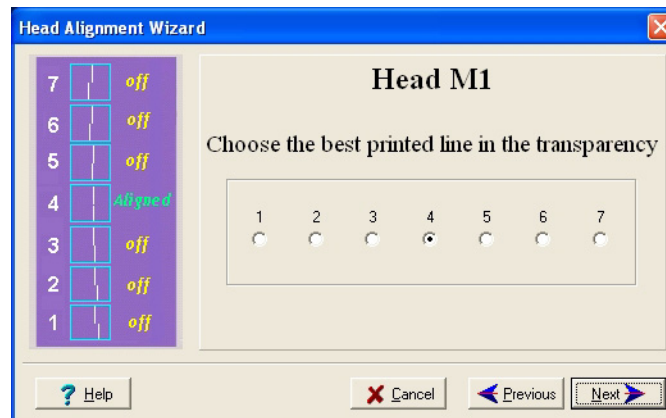 Head Alignment Wizard
7 off
6 off
5 off
4 Aligned
3 off
2 off
1 off
Head M1
Choose the best printed line in the transparency
1 2 3 4 5 6 7
? Help
Cancel
Previous
Next